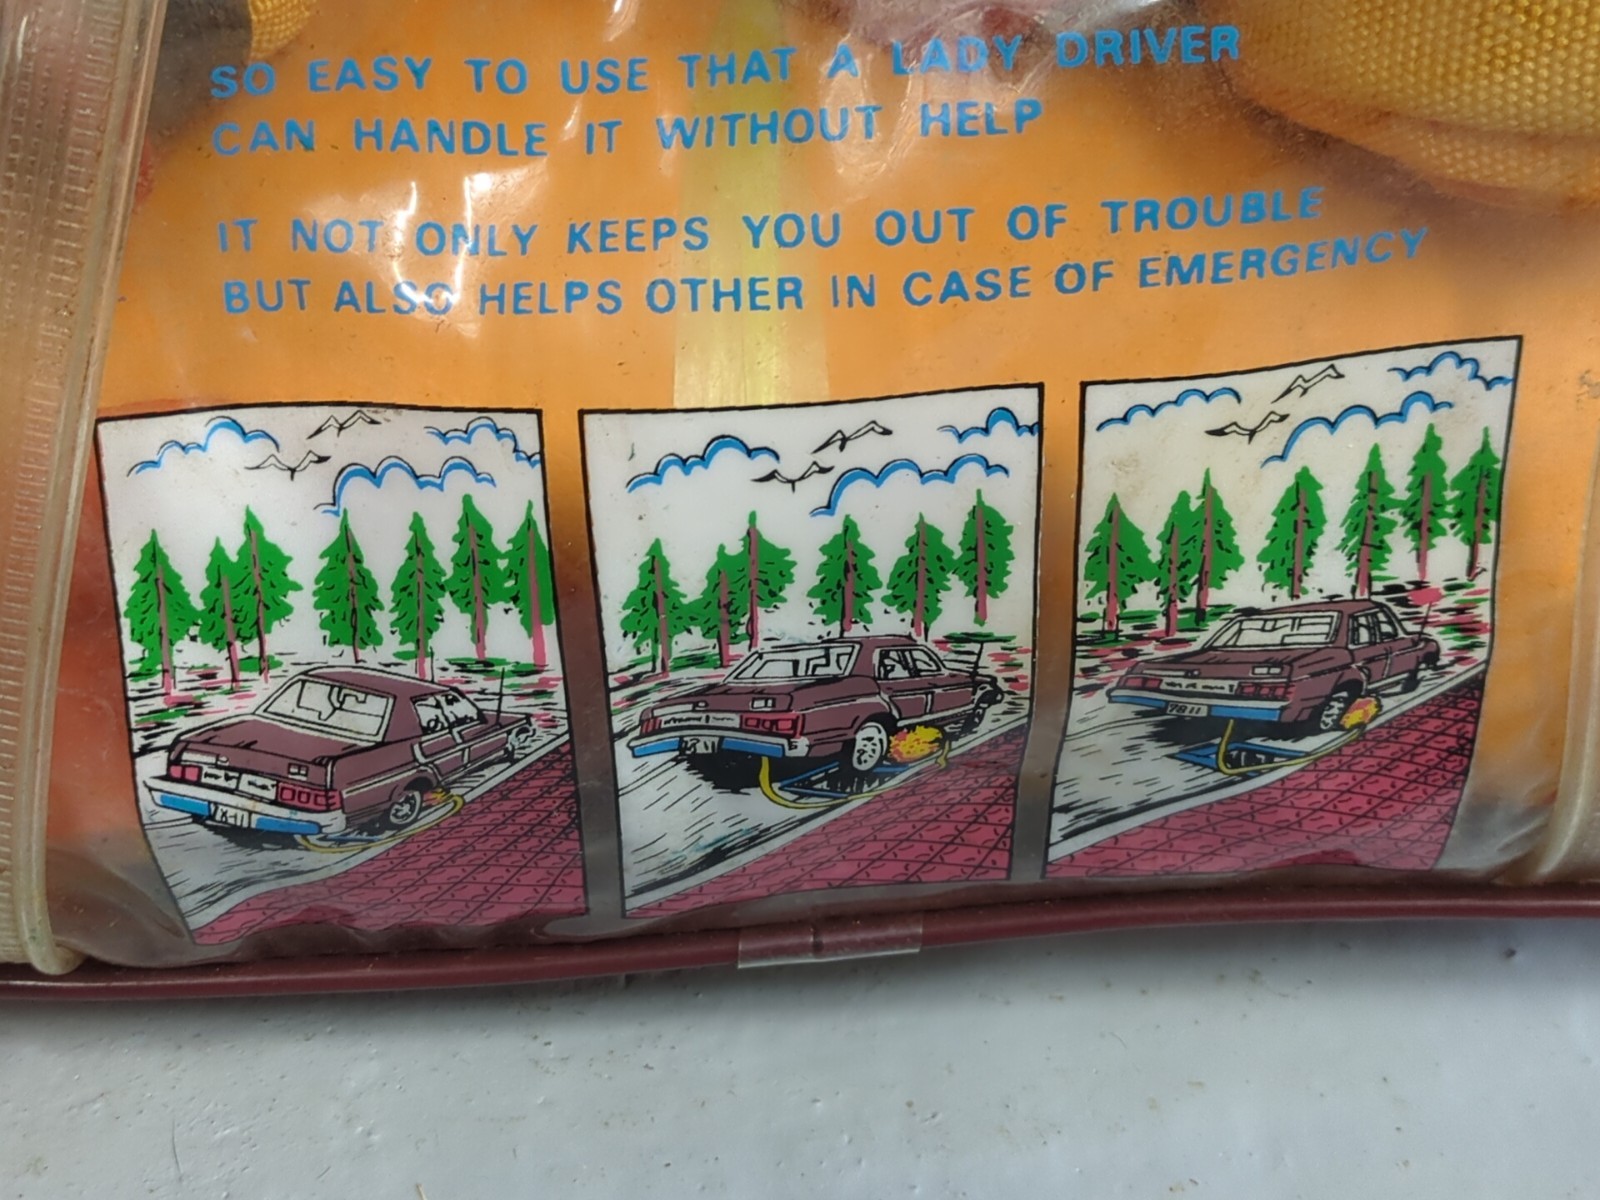 SO EASY TO USE THAT A LADY DRIVER
CAN HANDLE IT WITHOUT HELP
IT NOT ONLY KEEPS YOU OUT OF TROUBLE
BUT ALSO HELPS OTHER IN CASE OF EMERGENCY
7811